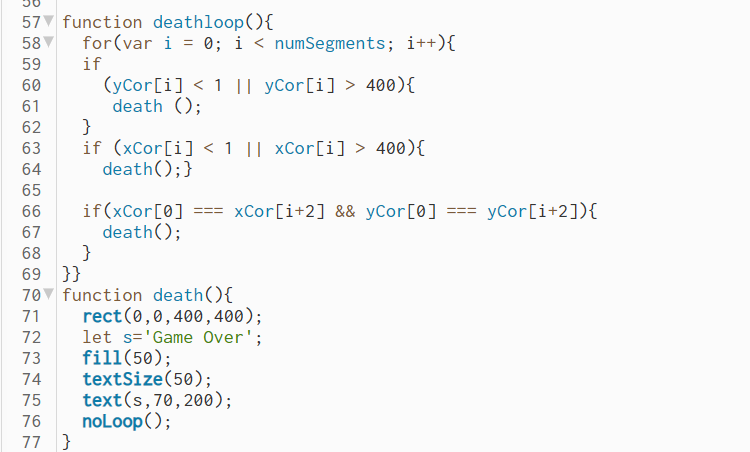 56
57 function deathloop(){
58 for(var i = 0; i < numSegments; i++){
59 if
60 (yCor[i] < 1 || yCor[i] > 400){
61 death ();
62 }
63 if (xCor[i] < 1 || xCor[i] > 400){
64 death();}
65
66 if(xCor[0] === xCor[i+2] && yCor[0] === yCor[i+2]){
67 death();
68 }
69 }}
70 function death(){
71 rect(0,0,400,400);
72 let s='Game Over';
73 fill(50);
74 textSize(50);
75 text(s,70,200);
76 noLoop();
77 }